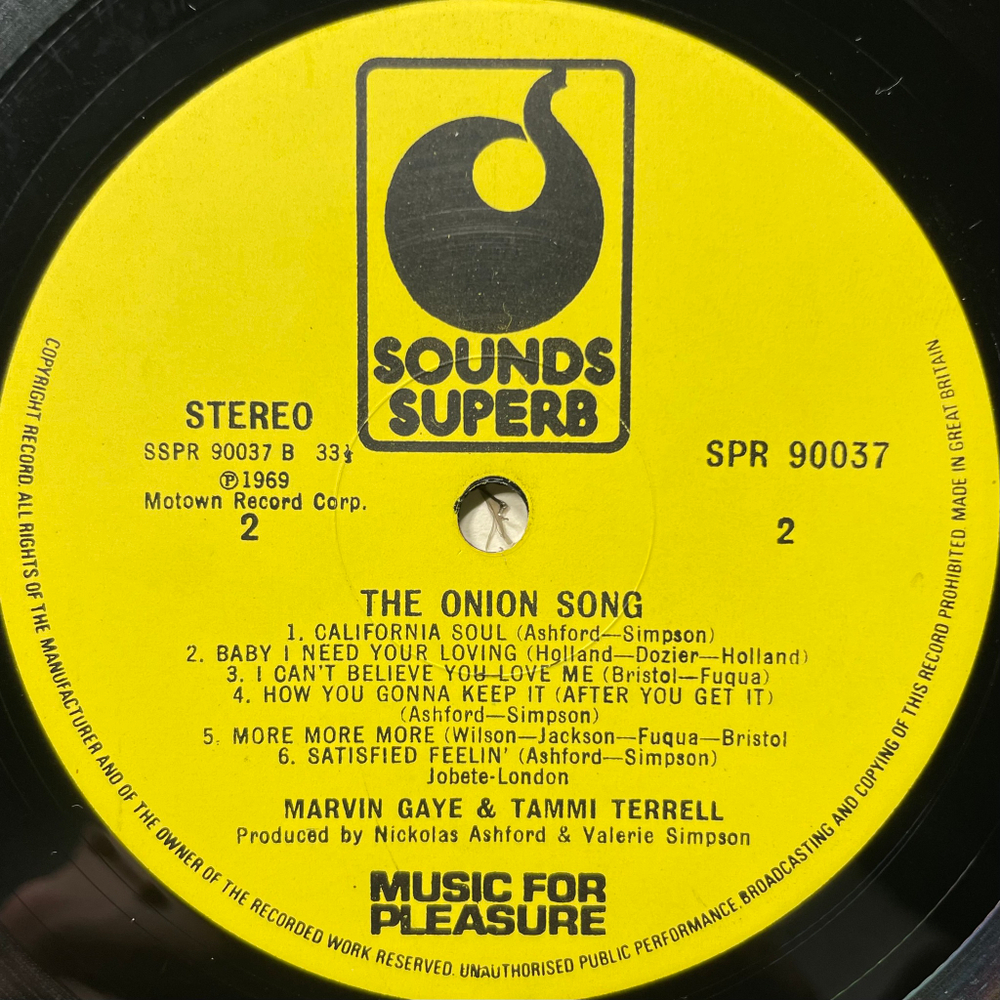 SOUNDS
SUPERB
STEREO
SSPR 90037 B 33⅓
℗1969
Motown Record Corp.
2
SPR 90037
2
THE ONION SONG
1. CALIFORNIA SOUL (Ashford—Simpson)
2. BABY I NEED YOUR LOVING (Holland—Dozier—Holland)
3. I CAN'T BELIEVE YOU LOVE ME (Bristol—Fuqua)
4. HOW YOU GONNA KEEP IT (AFTER YOU GET IT)
(Ashford—Simpson)
5. MORE MORE MORE (Wilson—Jackson—Fuqua—Bristol
6. SATISFIED FEELIN' (Ashford—Simpson)
Jobete-London
MARVIN GAYE & TAMMI TERRELL
Produced by Nickolas Ashford & Valerie Simpson
MUSIC FOR
PLEASURE
COPYRIGHT RECORD. ALL RIGHTS OF THE MANUFACTURER AND OF THE OWNER OF THE RECORDED WORK RESERVED. UNAUTHORISED PUBLIC PERFORMANCE, BROADCASTING AND COPYING OF THIS RECORD PROHIBITED MADE IN GREAT BRITAIN